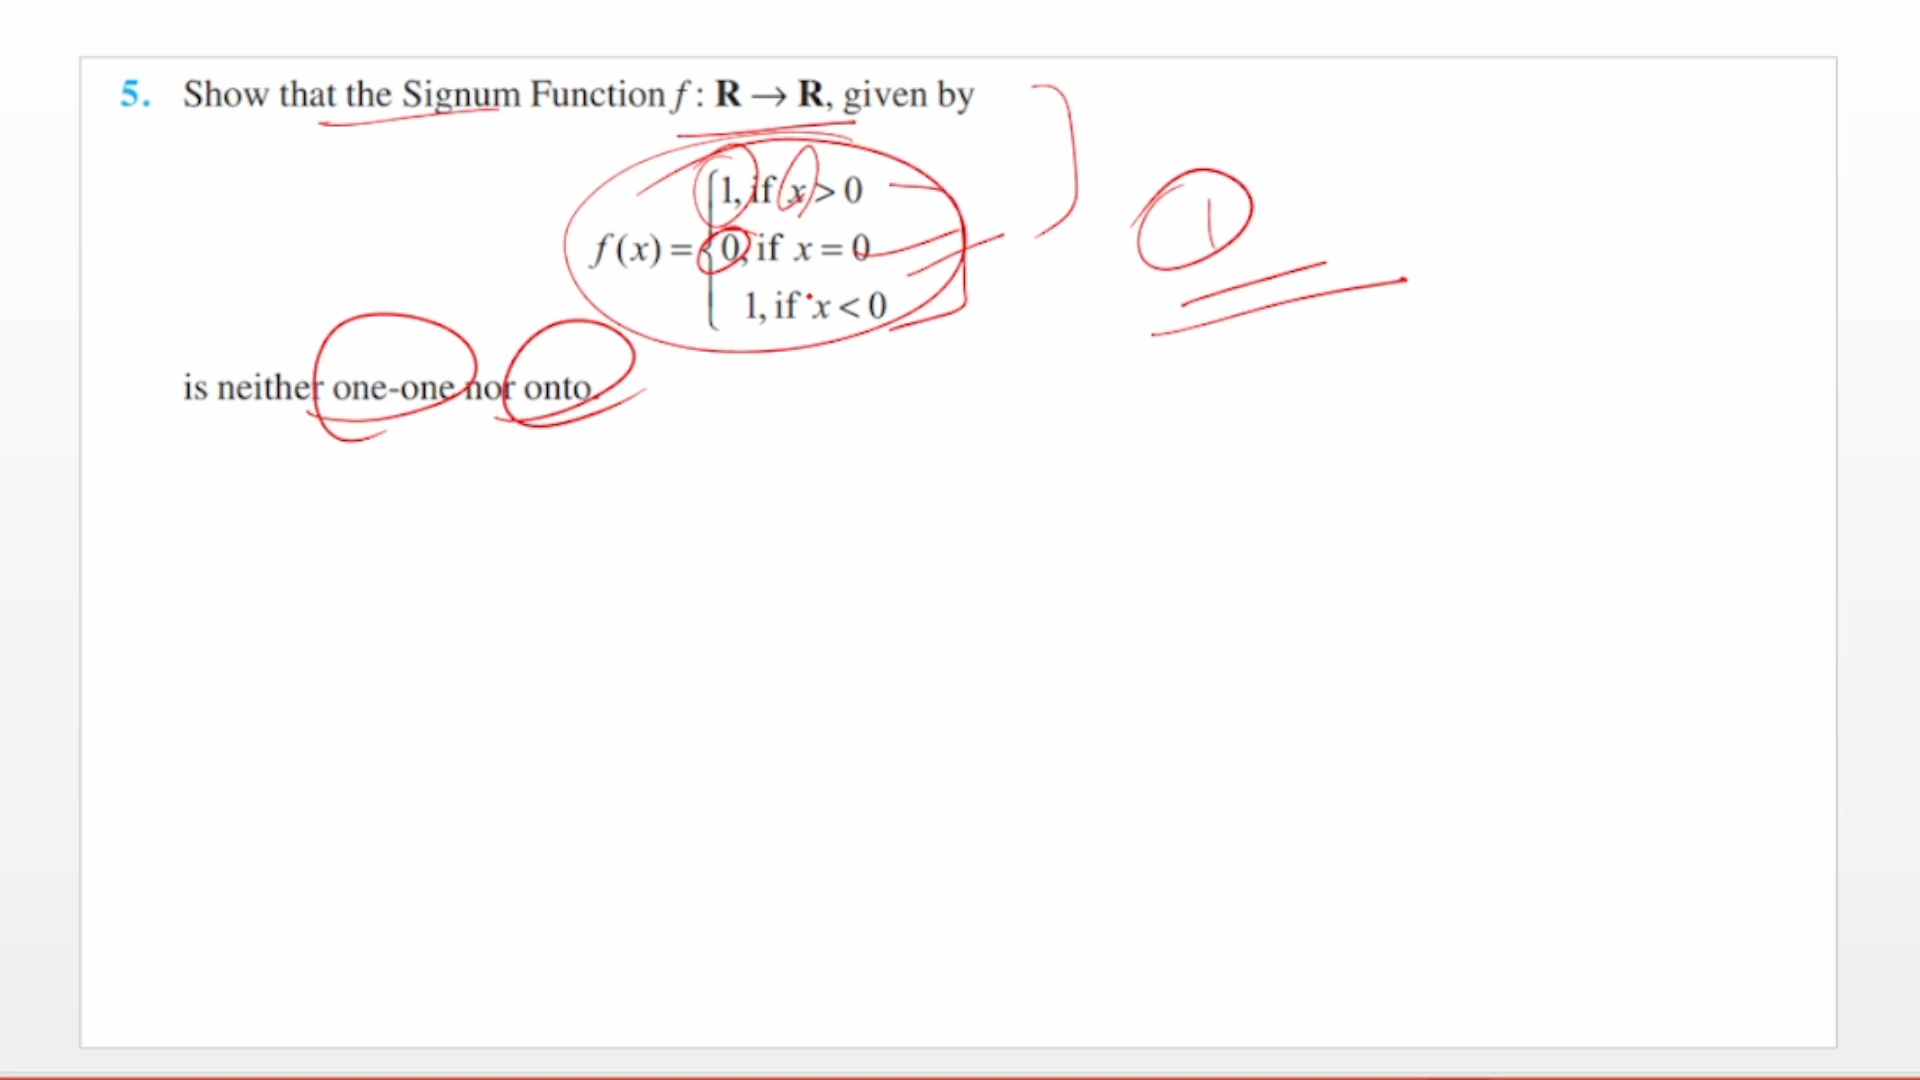 5. Show that the Signum Function f : R → R, given by
1, if x > 0
f(x) = { 0, if x = 0
1, if x < 0
is neither one-one nor onto.
1